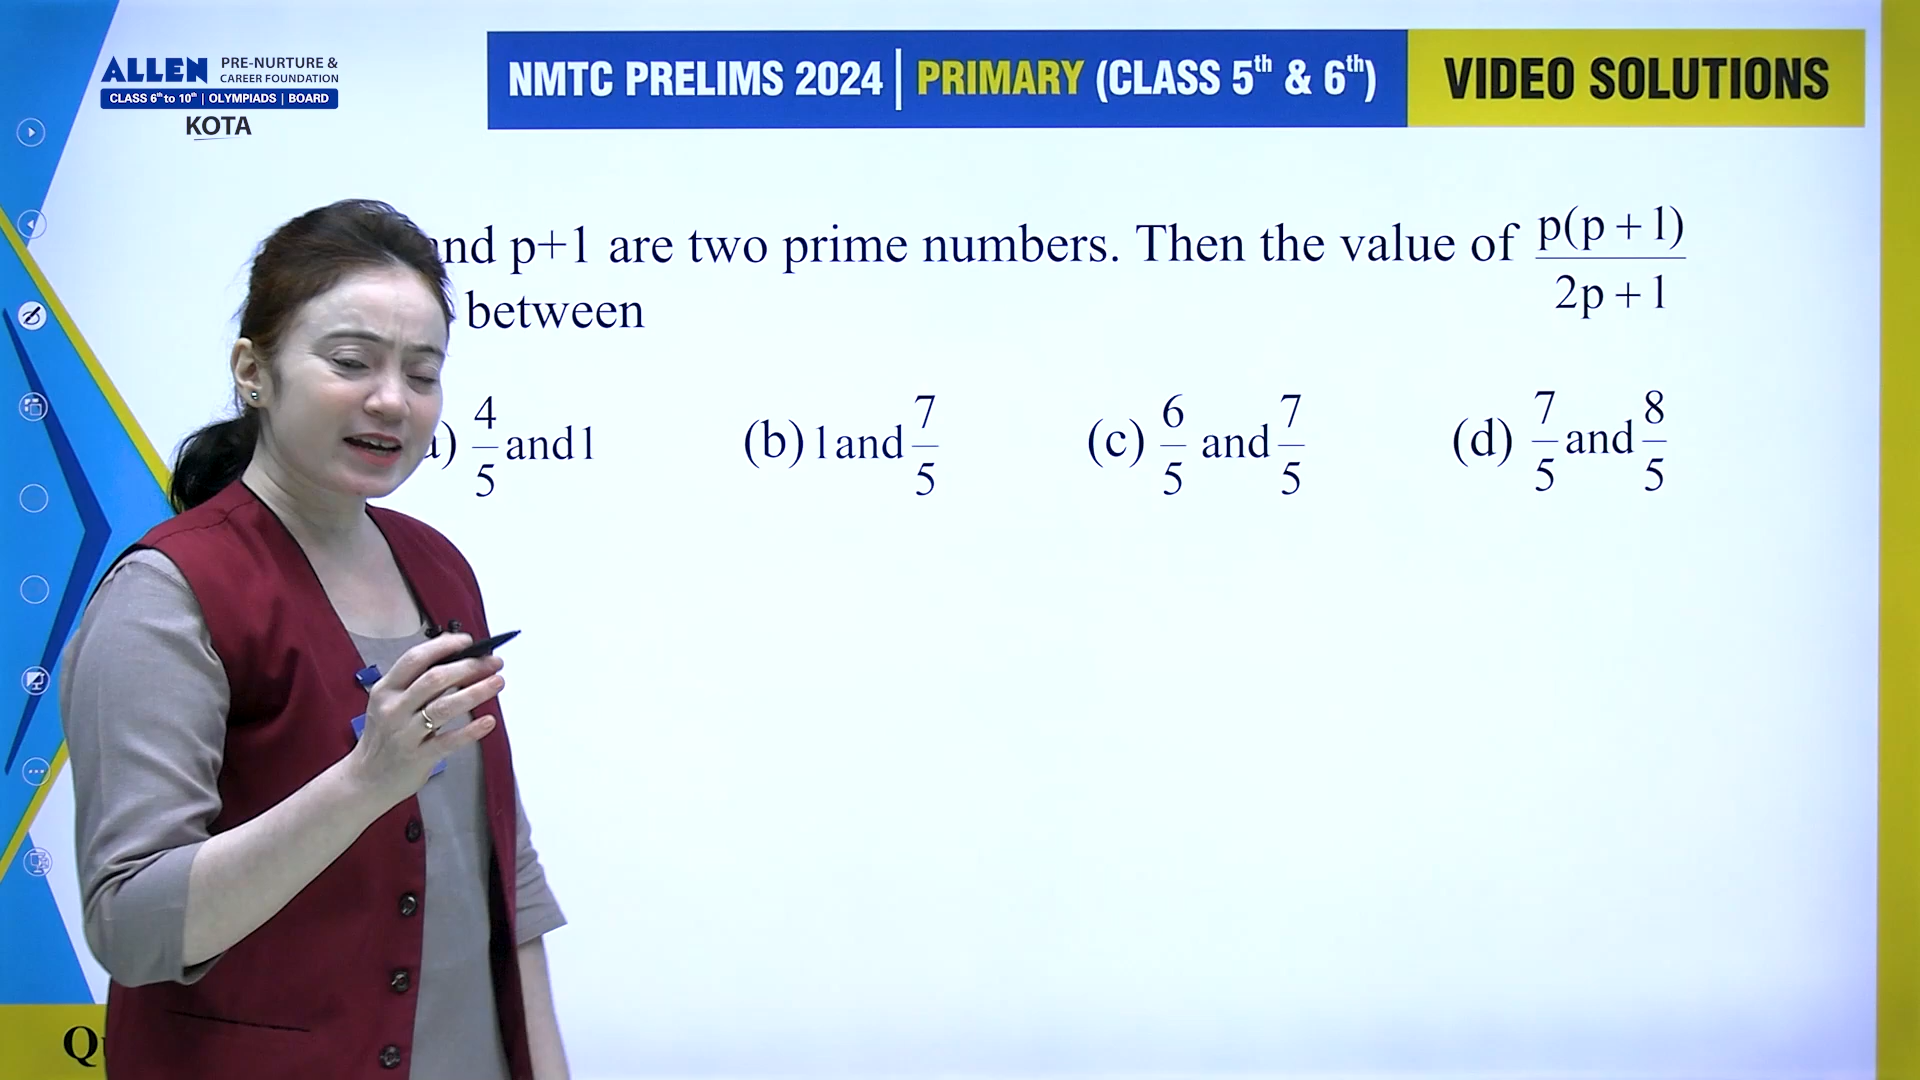 ALLEN PRE-NURTURE &
CAREER FOUNDATION
CLASS 6th to 10th | OLYMPIADS | BOARD
KOTA
NMTC PRELIMS 2024 | PRIMARY (CLASS 5th & 6th) VIDEO SOLUTIONS
p+1 are two prime numbers. Then the value of p(p + 1) / 2p + 1
between
4/5 and 1 (b) 1 and 7/5 (c) 6/5 and 7/5 (d) 7/5 and 8/5